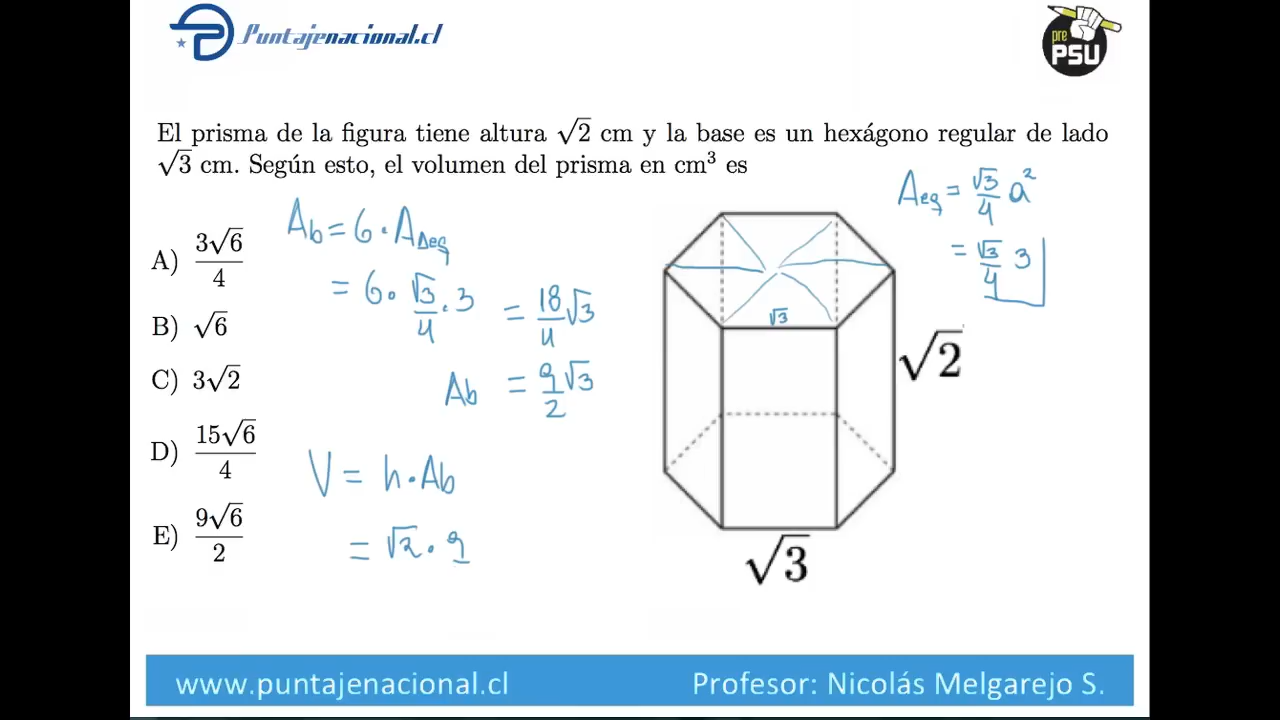 Puntajenacional.cl
pre
PSU
El prisma de la figura tiene altura √2 cm y la base es un hexágono regular de lado
√3 cm. Según esto, el volumen del prisma en cm³ es
A) 3√6/4
B) √6
C) 3√2
D) 15√6/4
E) 9√6/2
Ab = 6 · A△eq
= 6 · √3/4 · 3 = 18/4 √3
Ab = 9/2 √3
V = h · Ab
= √2 · 9
Aeq = √3/4 a²
= √3/4 3
√3
√2
√3
www.puntajenacional.cl
Profesor: Nicolás Melgarejo S.